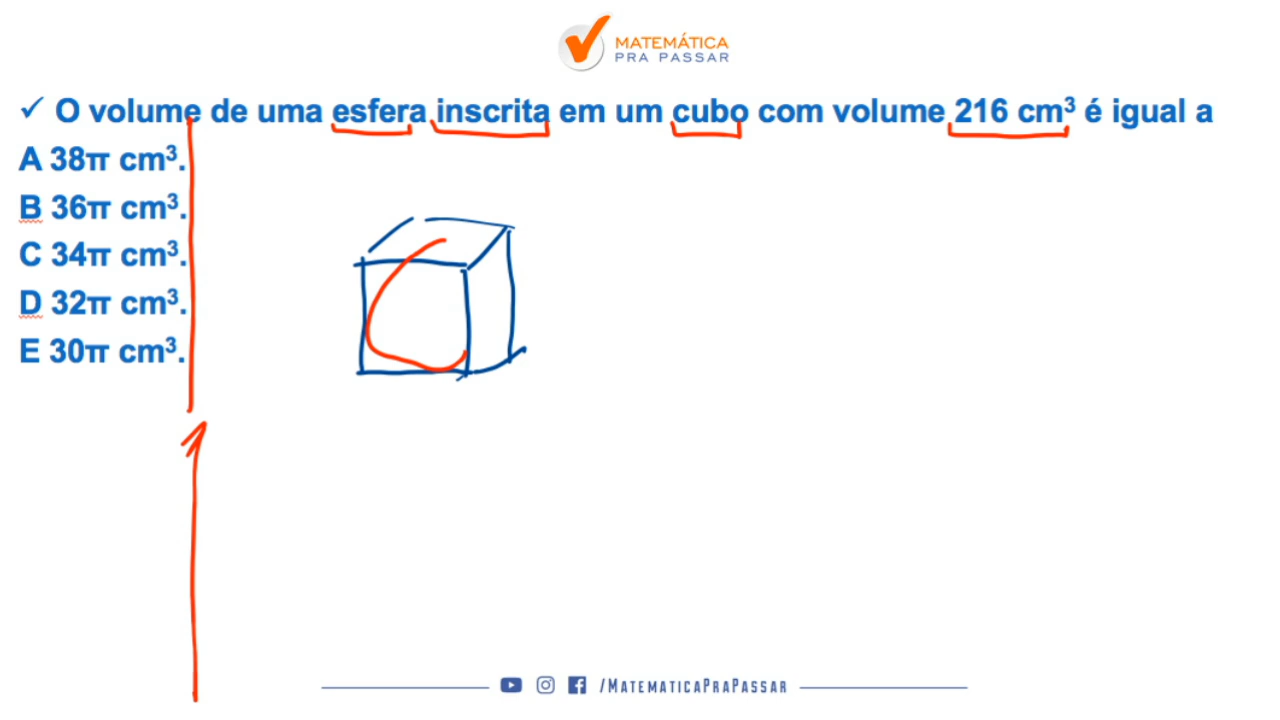 MATEMÁTICA
PRA PASSAR
✓ O volume de uma esfera inscrita em um cubo com volume 216 cm³ é igual a
A 38π cm³.
B 36π cm³.
C 34π cm³.
D 32π cm³.
E 30π cm³.
/MATEMATICAPRAPASSAR